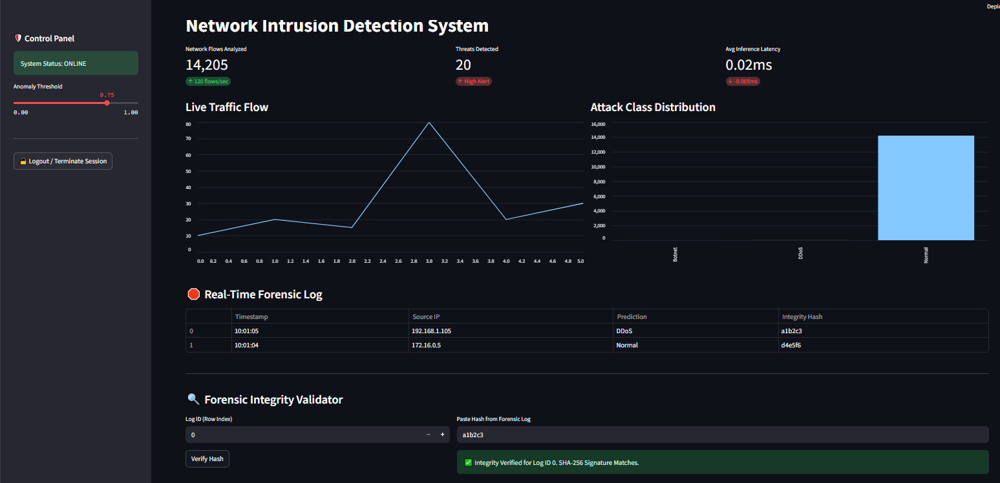 Deplo
🛡 Control Panel
System Status: ONLINE
Anomaly Threshold
0.75
0.00 1.00
🔒 Logout / Terminate Session
Network Intrusion Detection System
Network Flows Analyzed
14,205
↑ 120 flows/sec
Threats Detected
20
↑ High Alert
Avg Inference Latency
0.02ms
↓ -0.005ms
Live Traffic Flow
80
70
60
50
40
30
20
10
0
0.0 0.2 0.4 0.6 0.8 1.0 1.2 1.4 1.6 1.8 2.0 2.2 2.4 2.6 2.8 3.0 3.2 3.4 3.6 3.8 4.0 4.2 4.4 4.6 4.8 5.0
Attack Class Distribution
16,000
14,000
12,000
10,000
8,000
6,000
4,000
2,000
0
Botnet
DDoS
Normal
Real-Time Forensic Log
Timestamp Source IP Prediction Integrity Hash
0 10:01:05 192.168.1.105 DDoS a1b2c3
1 10:01:04 172.16.0.5 Normal d4e5f6
🔍 Forensic Integrity Validator
Log ID (Row Index)
0 − +
Verify Hash
Paste Hash from Forensic Log
a1b2c3
✅ Integrity Verified for Log ID 0. SHA-256 Signature Matches.